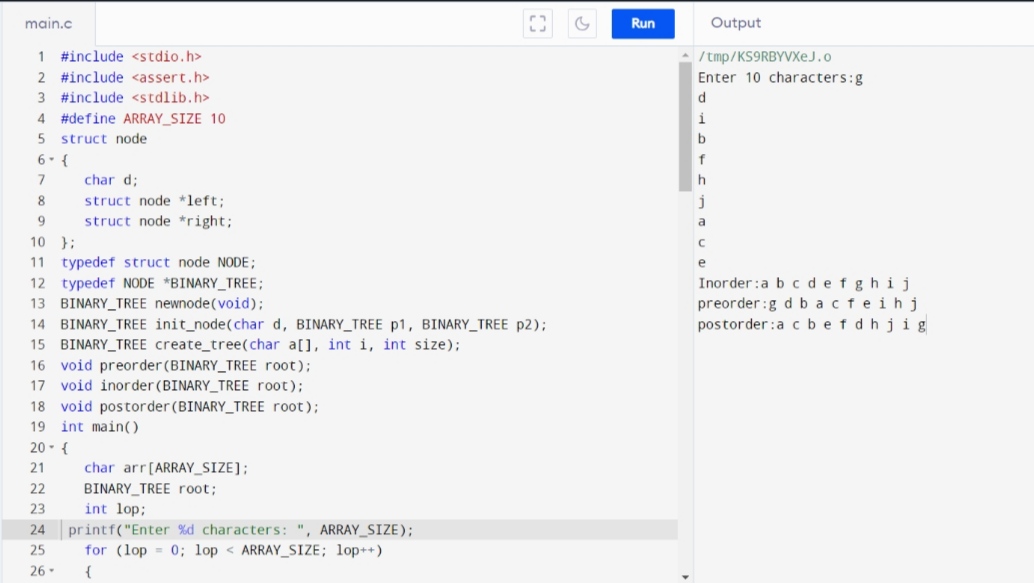 main.c
Run
Output
1 #include <stdio.h>
2 #include <assert.h>
3 #include <stdlib.h>
4 #define ARRAY_SIZE 10
5 struct node
6 {
7 char d;
8 struct node *left;
9 struct node *right;
10 };
11 typedef struct node NODE;
12 typedef NODE *BINARY_TREE;
13 BINARY_TREE newnode(void);
14 BINARY_TREE init_node(char d, BINARY_TREE p1, BINARY_TREE p2);
15 BINARY_TREE create_tree(char a[], int i, int size);
16 void preorder(BINARY_TREE root);
17 void inorder(BINARY_TREE root);
18 void postorder(BINARY_TREE root);
19 int main()
20 {
21 char arr[ARRAY_SIZE];
22 BINARY_TREE root;
23 int lop;
24 printf("Enter %d characters: ", ARRAY_SIZE);
25 for (lop = 0; lop < ARRAY_SIZE; lop++)
26 {
/tmp/KS9RBYVXeJ.o
Enter 10 characters:g
d
i
b
f
h
j
a
c
e
Inorder:a b c d e f g h i j
preorder:g d b a c f e i h j
postorder:a c b e f d h j i g